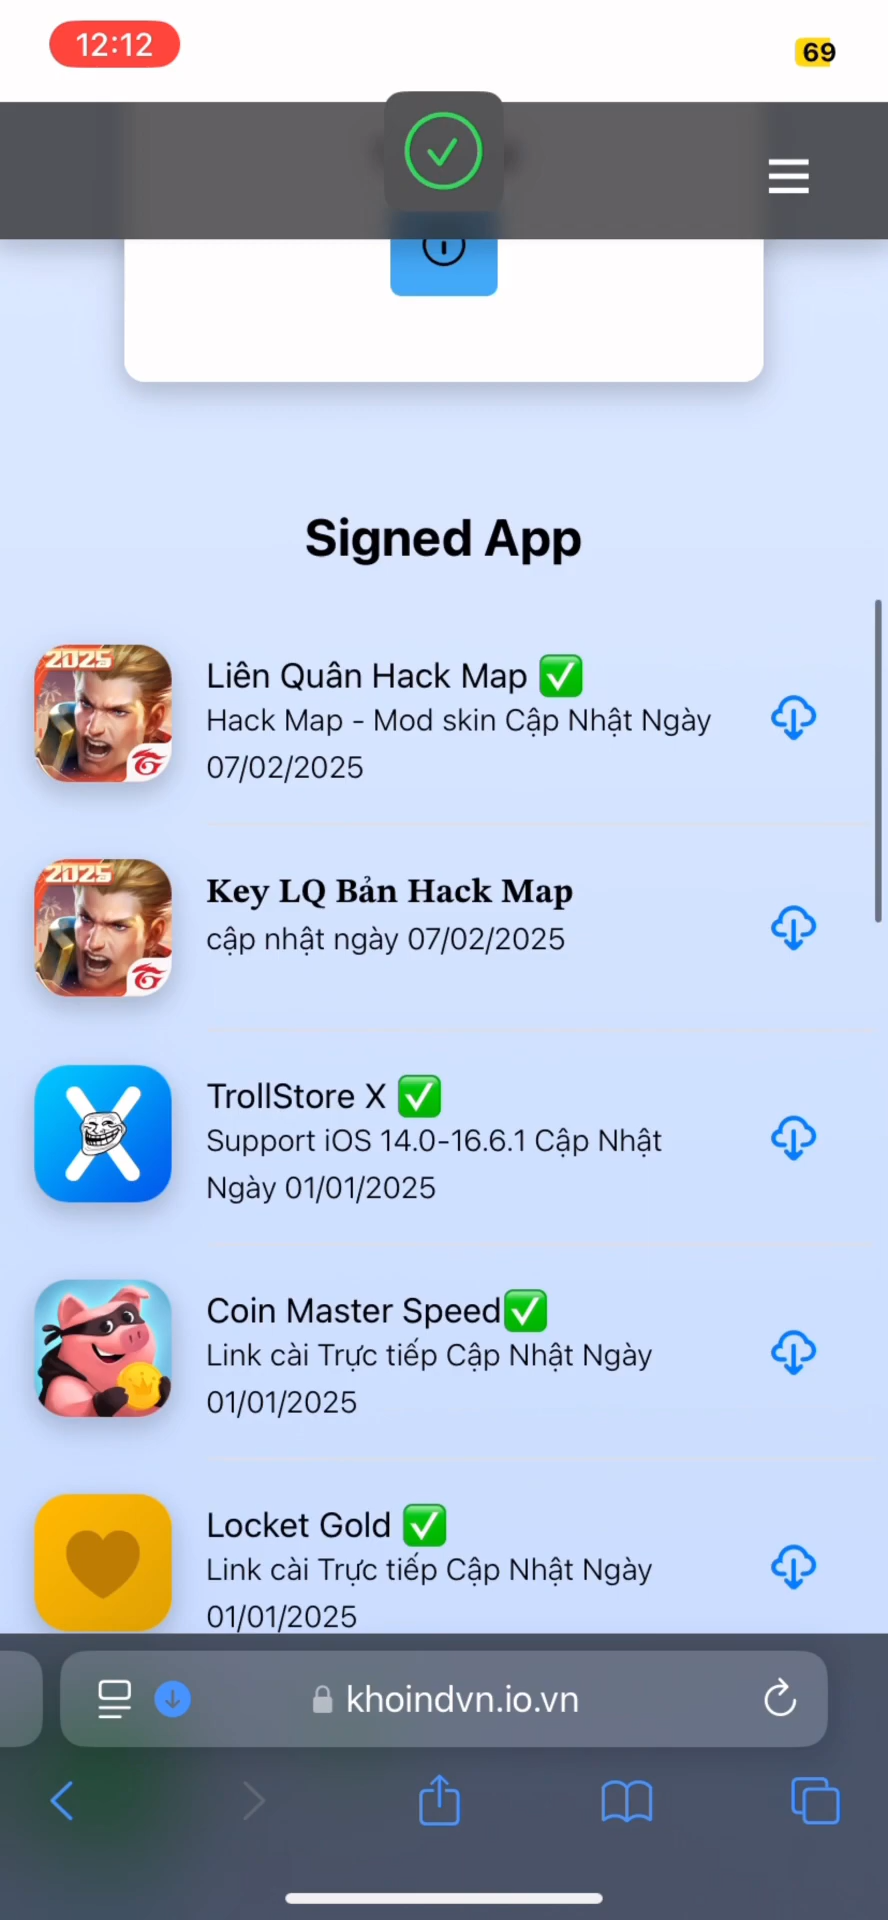 12:12
69
Signed App
2025
Liên Quân Hack Map ✅
Hack Map - Mod skin Cập Nhật Ngày
07/02/2025
2025
Key LQ Bản Hack Map
cập nhật ngày 07/02/2025
TrollStore X ✅
Support iOS 14.0-16.6.1 Cập Nhật
Ngày 01/01/2025
Coin Master Speed✅
Link cài Trực tiếp Cập Nhật Ngày
01/01/2025
Locket Gold ✅
Link cài Trực tiếp Cập Nhật Ngày
01/01/2025
khoindvn.io.vn